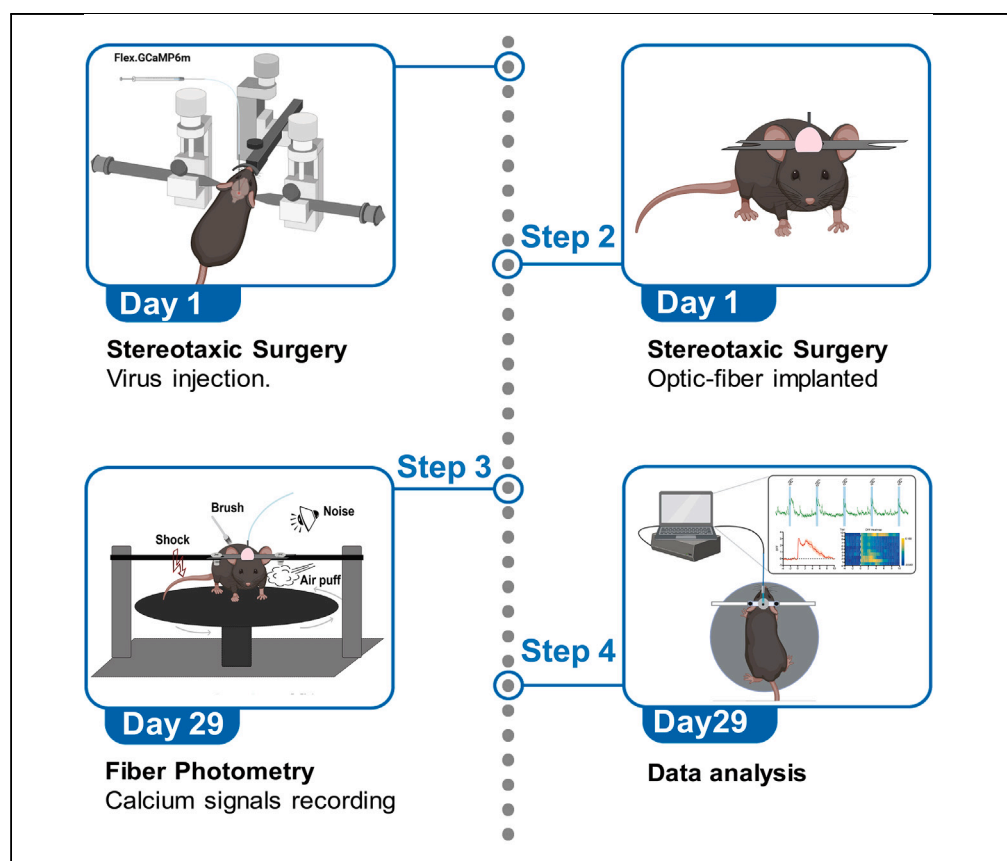 Flex.GCaMP6m
Day 1
Stereotaxic Surgery
Virus injection.
Step 2
Day 1
Stereotaxic Surgery
Optic-fiber implanted
Step 3
Brush
Noise
Shock
Air puff
Day 29
Fiber Photometry
Calcium signals recording
Step 4
Day29
Data analysis